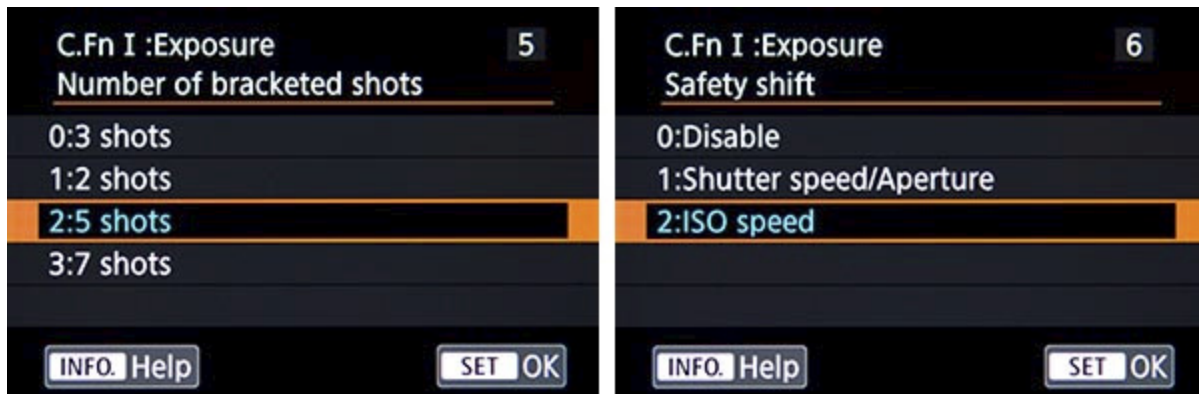 C.Fn I :Exposure 5
Number of bracketed shots
0:3 shots
1:2 shots
2:5 shots
3:7 shots
INFO. Help SET OK
C.Fn I :Exposure 6
Safety shift
0:Disable
1:Shutter speed/Aperture
2:ISO speed
INFO. Help SET OK